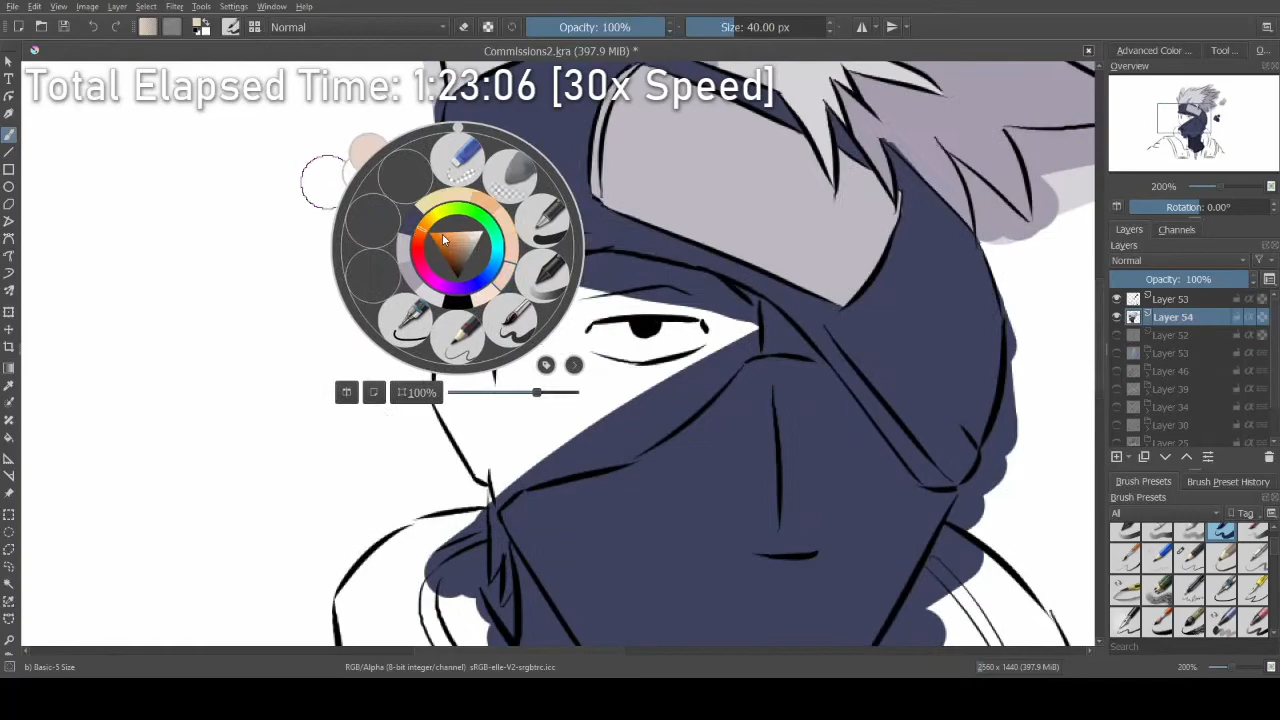 File Edit View Image Layer Select Filter Tools Settings Window Help
Normal Opacity: 100% Size: 40.00 px
Commissions2.kra (397.9 MiB) *
Total Elapsed Time: 1:23:06 [30x Speed]
Advanced Color ... Tool ... O...
Overview
200%
Rotation: 0.00°
Layers Channels
Layers
Normal
Opacity: 100%
Layer 53
Layer 54
Layer 52
Layer 53
Layer 46
Layer 39
Layer 34
Layer 30
Layer 25
100%
Brush Presets Brush Preset History
Brush Presets
All Tag
Search
b) Basic-5 Size RGB/Alpha (8-bit integer/channel) sRGB-elle-V2-srgbtrc.icc 2560 x 1440 (397.9 MiB) 200%